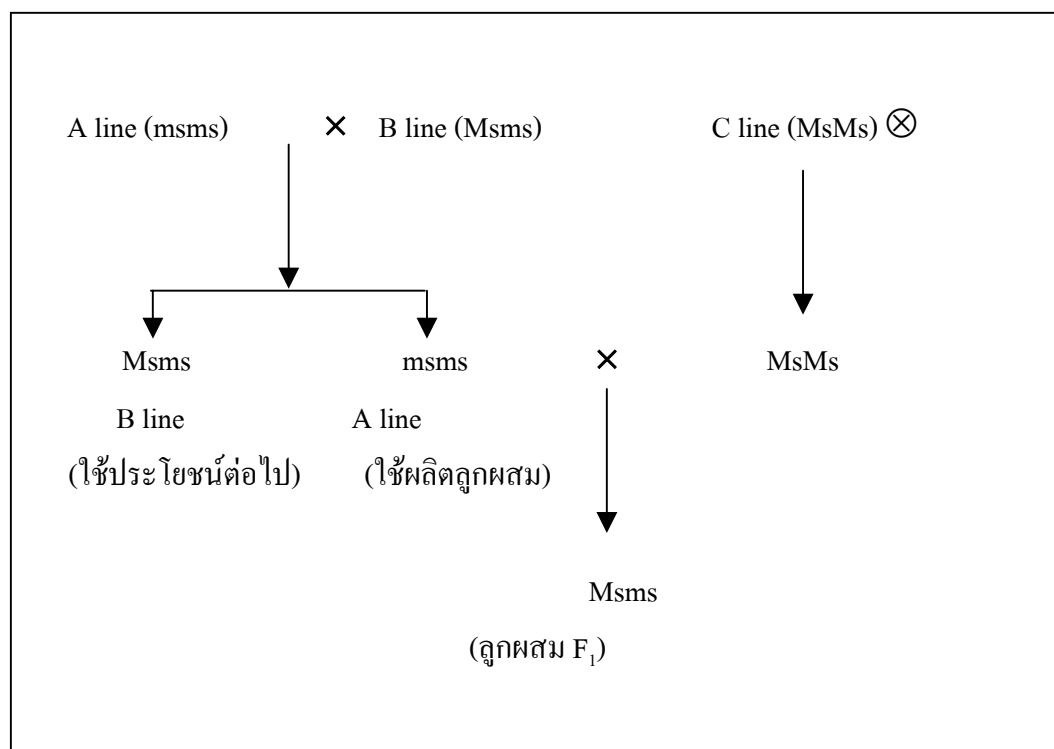 A line (msms) × B line (Msms) C line (MsMs) ⊗
Msms msms × MsMs
B line A line
(ใช้ประโยชน์ต่อไป) (ใช้ผลิตลูกผสม)
Msms
(ลูกผสม F₁)